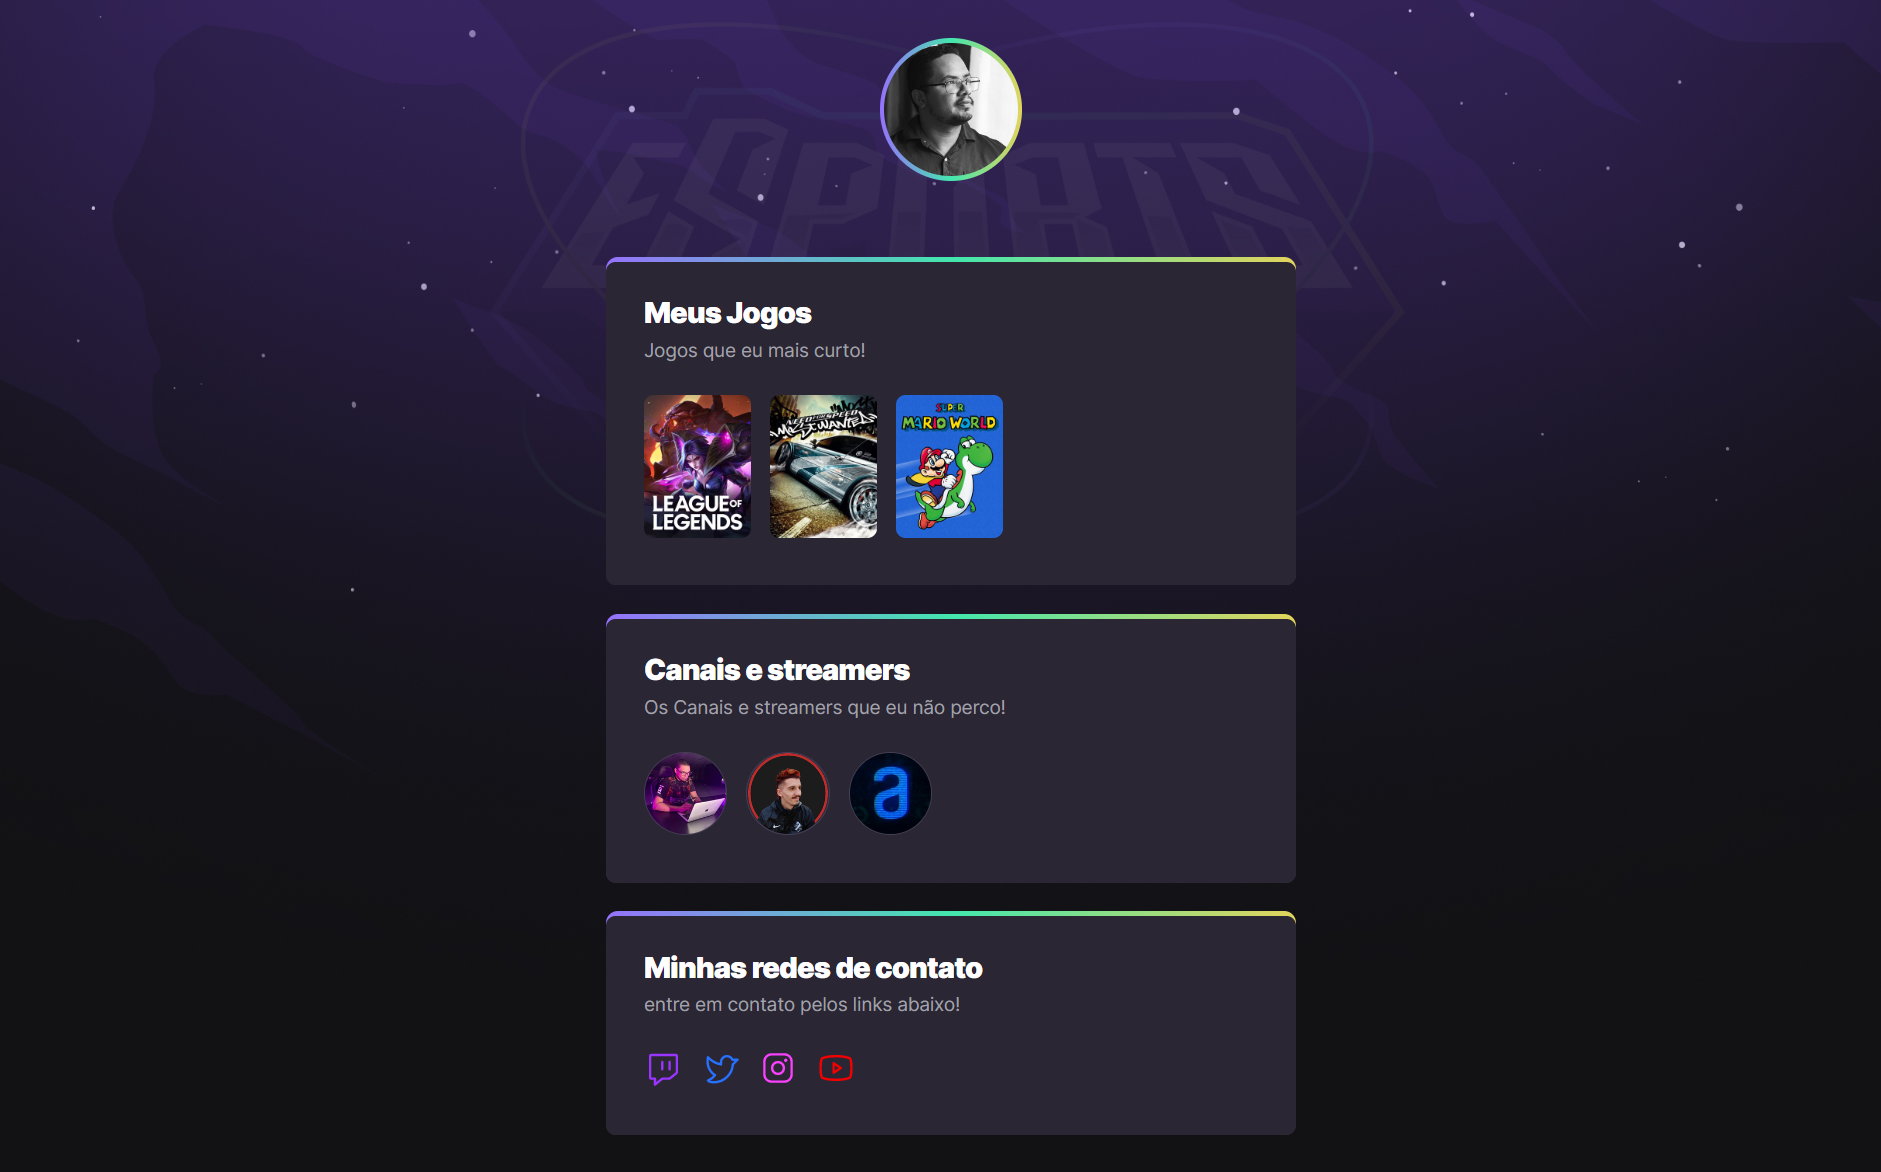 ESPORTS
Meus Jogos
Jogos que eu mais curto!
LEAGUE OF
LEGENDS
NEED FOR SPEED
MOST WANTED
SUPER
MARIO WORLD
Canais e streamers
Os Canais e streamers que eu não perco!
a
Minhas redes de contato
entre em contato pelos links abaixo!